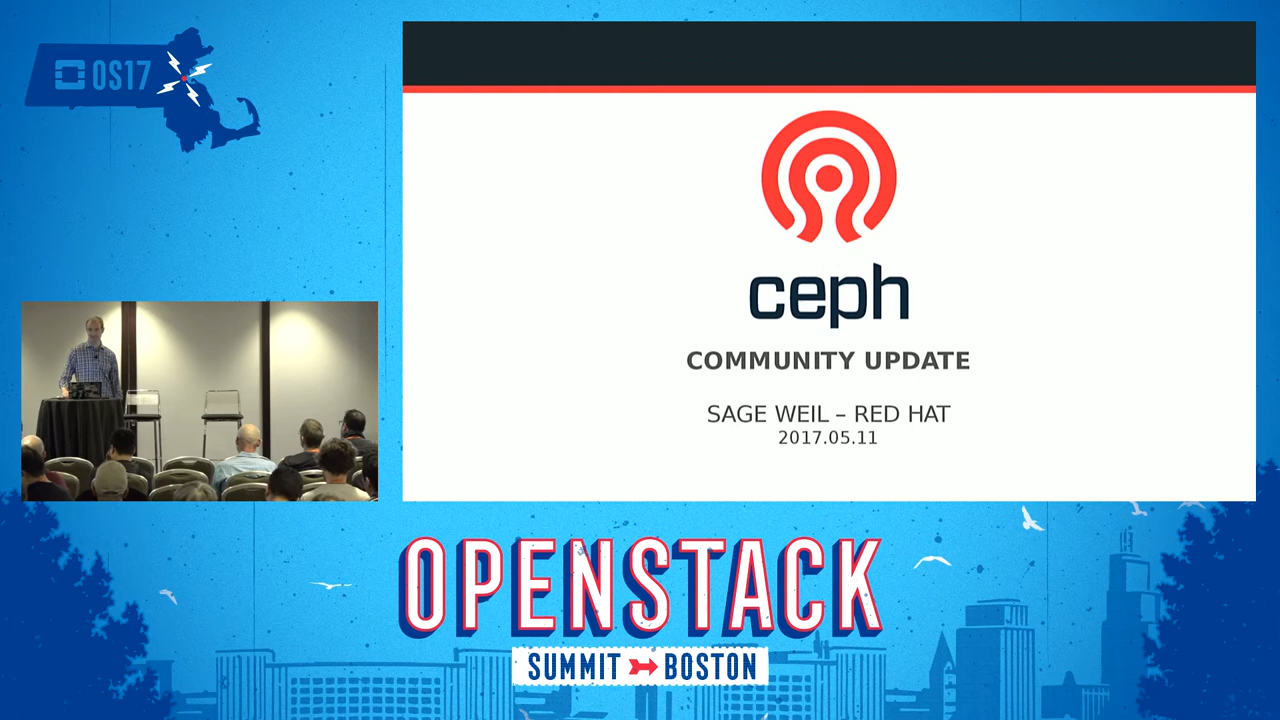 OS17
ceph
COMMUNITY UPDATE
SAGE WEIL – RED HAT
2017.05.11
OPENSTACK
SUMMIT BOSTON